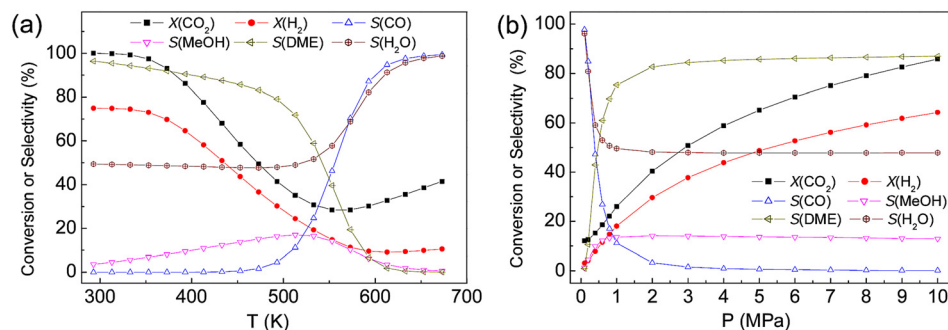 (a)
X(CO₂) X(H₂) S(CO)
S(MeOH) S(DME) S(H₂O)
Conversion or Selectivity (%)
100
80
60
40
20
0
300 400 500 600 700
T (K)
(b)
Conversion or Selectivity (%)
100
80
60
40
20
0
X(CO₂) X(H₂)
S(CO) S(MeOH)
S(DME) S(H₂O)
0 1 2 3 4 5 6 7 8 9 10
P (MPa)